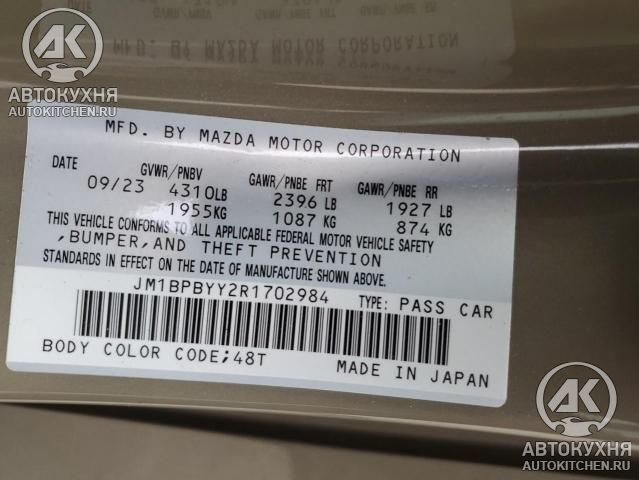 АК
АВТОКУХНЯ
AUTOKITCHEN.RU
MFD. BY MAZDA MOTOR CORPORATION
DATE GVWR/PNBV GAWR/PNBE FRT GAWR/PNBE RR
09/23 4310LB 2396 LB 1927 LB
1955KG 1087 KG 874 KG
THIS VEHICLE CONFORMS TO ALL APPLICABLE FEDERAL MOTOR VEHICLE SAFETY
,BUMPER,AND THEFT PREVENTION
STANDARDS IN EFFECT ON THE DATE OF MANUFACTURE SHOWN ABOVE.
JM1BPBYY2R1702984 TYPE: PASS CAR
BODY COLOR CODE;48T MADE IN JAPAN
АК
АВТОКУХНЯ
AUTOKITCHEN.RU